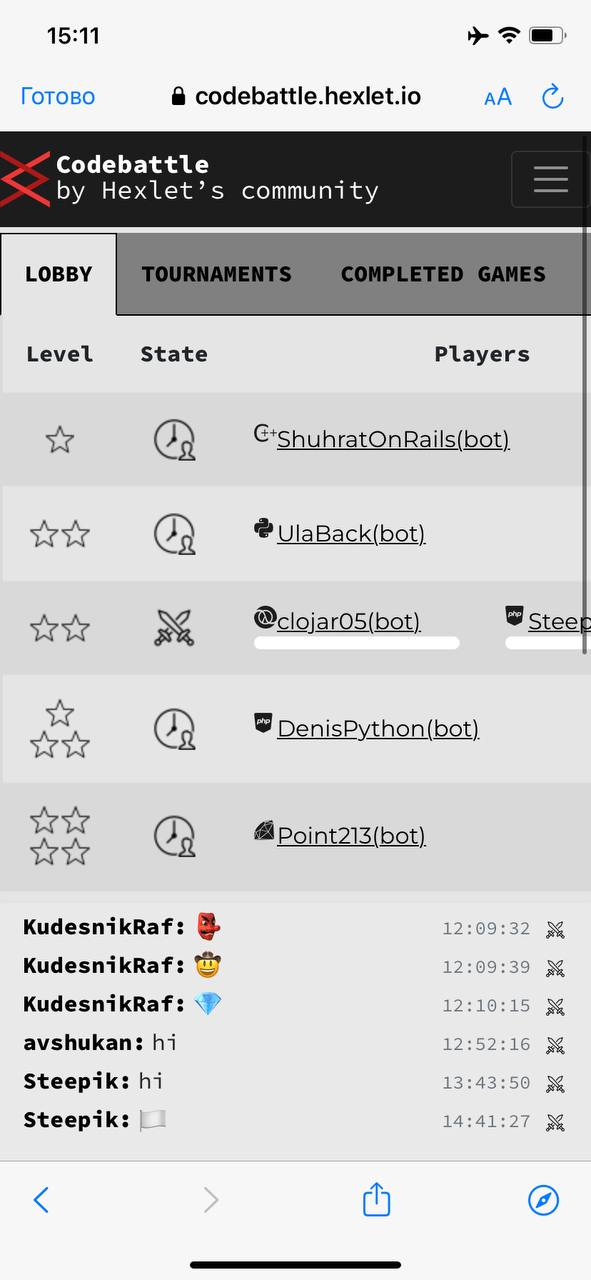 15:11
Готово codebattle.hexlet.io AA
Codebattle
by Hexlet’s community
LOBBY TOURNAMENTS COMPLETED GAMES
Level State Players
C++ ShuhratOnRails(bot)
UlaBack(bot)
clojar05(bot) php Steep
php DenisPython(bot)
Point213(bot)
KudesnikRaf: 👺 12:09:32
KudesnikRaf: 🤠 12:09:39
KudesnikRaf: 💎 12:10:15
avshukan: hi 12:52:16
Steepik: hi 13:43:50
Steepik: 🏳️ 14:41:27